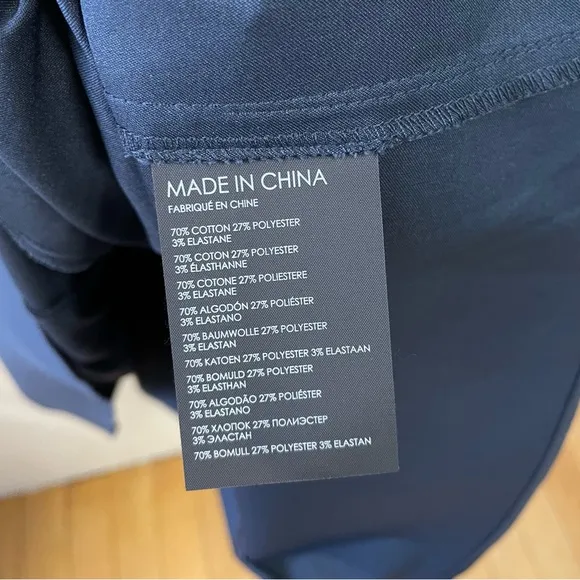 MADE IN CHINA
FABRIQUÉ EN CHINE
70% COTTON 27% POLYESTER
3% ELASTANE
70% COTON 27% POLYESTER
3% ÉLASTHANNE
70% COTONE 27% POLIESTERE
3% ELASTANE
70% ALGODÓN 27% POLIÉSTER
3% ELASTANO
70% BAUMWOLLE 27% POLYESTER
3% ELASTAN
70% KATOEN 27% POLYESTER 3% ELASTAAN
70% BOMULD 27% POLYESTER
3% ELASTHAN
70% ALGODÃO 27% POLIÉSTER
3% ELASTANO
70% ХЛОПОК 27% ПОЛИЭСТЕР
3% ЭЛАСТАН
70% BOMULL 27% POLYESTER 3% ELASTAN